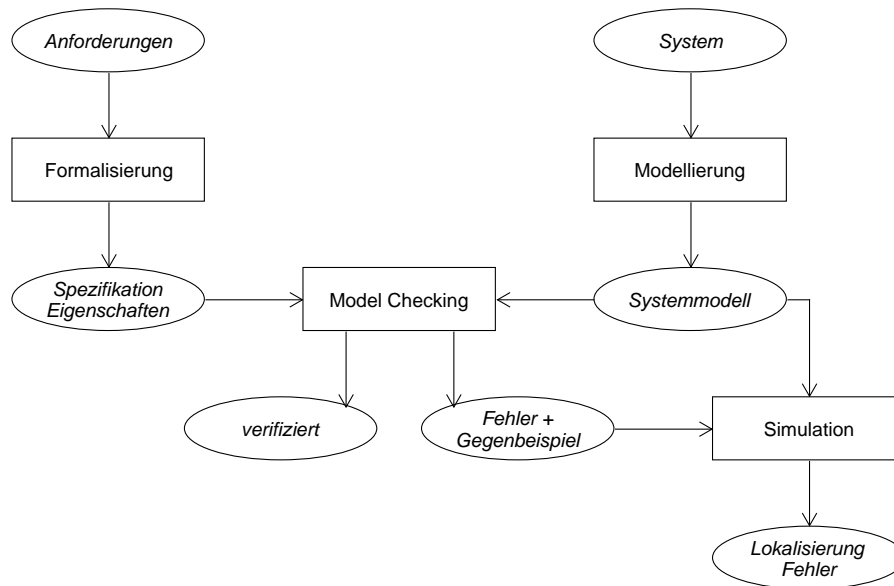 Anforderungen
System
Formalisierung
Modellierung
Spezifikation
Eigenschaften
Model Checking
Systemmodell
verifiziert
Fehler +
Gegenbeispiel
Simulation
Lokalisierung
Fehler